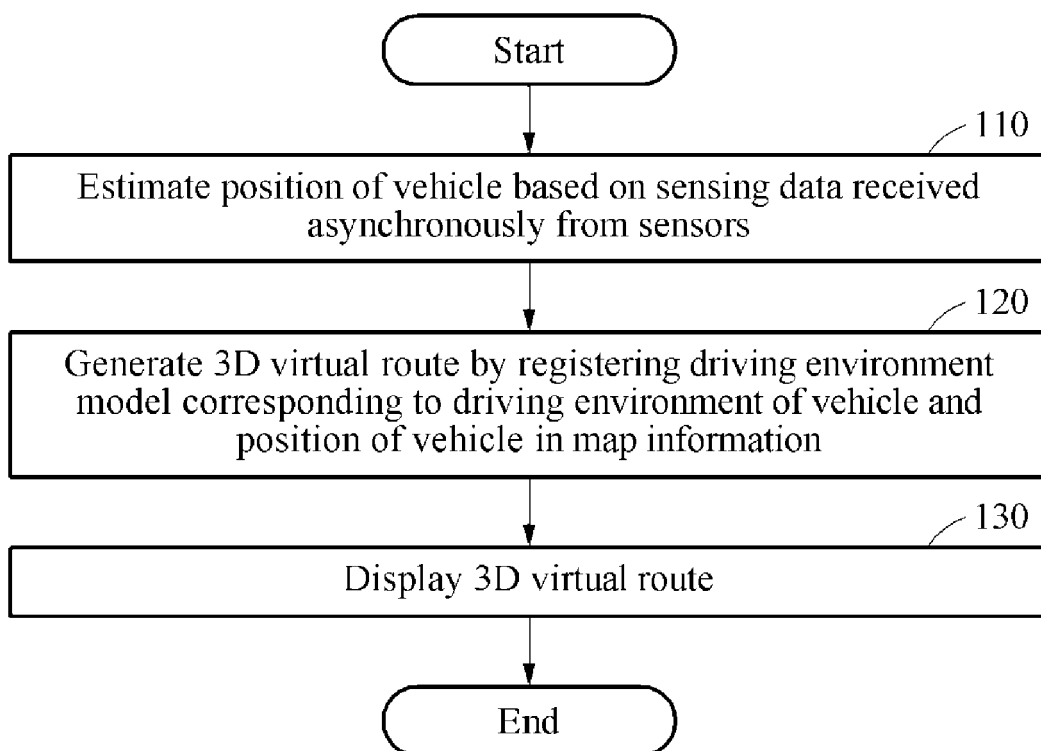 Start
110
Estimate position of vehicle based on sensing data received
asynchronously from sensors
120
Generate 3D virtual route by registering driving environment
model corresponding to driving environment of vehicle and
position of vehicle in map information
130
Display 3D virtual route
End